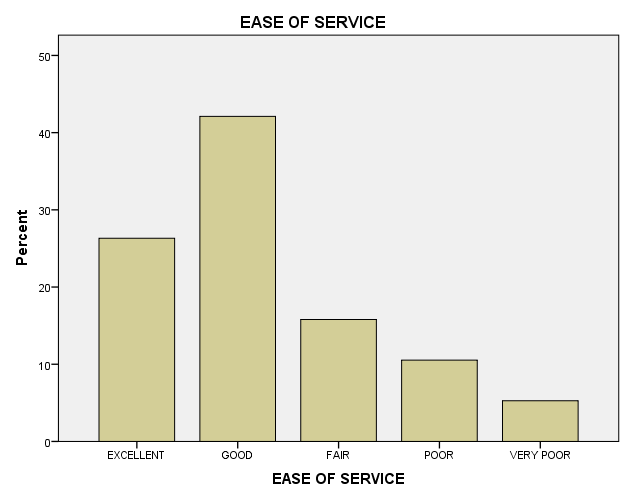 EASE OF SERVICE
Percent
50
40
30
20
10
0
EXCELLENT GOOD FAIR POOR VERY POOR
EASE OF SERVICE